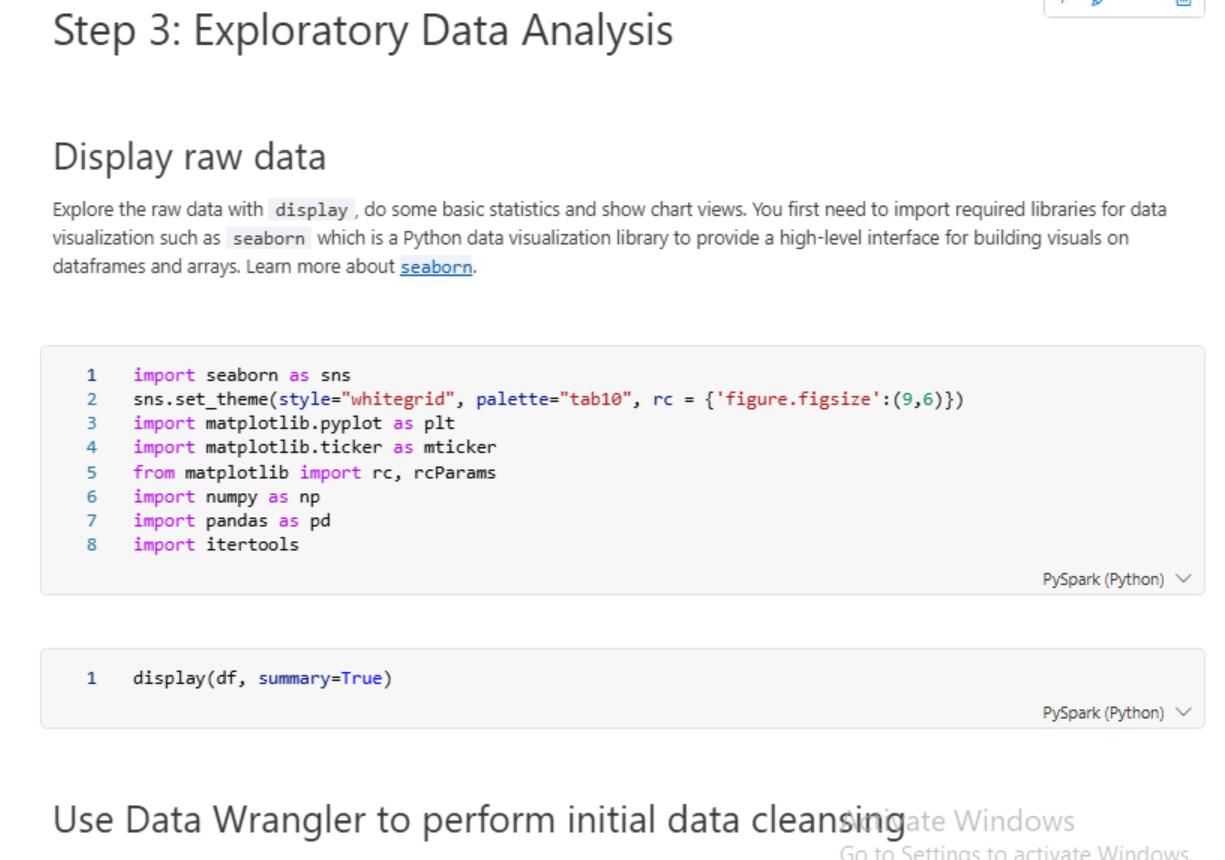 Step 3: Exploratory Data Analysis
Display raw data
Explore the raw data with display , do some basic statistics and show chart views. You first need to import required libraries for data
visualization such as seaborn which is a Python data visualization library to provide a high-level interface for building visuals on
dataframes and arrays. Learn more about seaborn.
1 import seaborn as sns
2 sns.set_theme(style="whitegrid", palette="tab10", rc = {'figure.figsize':(9,6)})
3 import matplotlib.pyplot as plt
4 import matplotlib.ticker as mticker
5 from matplotlib import rc, rcParams
6 import numpy as np
7 import pandas as pd
8 import itertools
PySpark (Python)
1 display(df, summary=True)
PySpark (Python)
Use Data Wrangler to perform initial data cleansing
Activate Windows
Go to Settings to activate Windows.